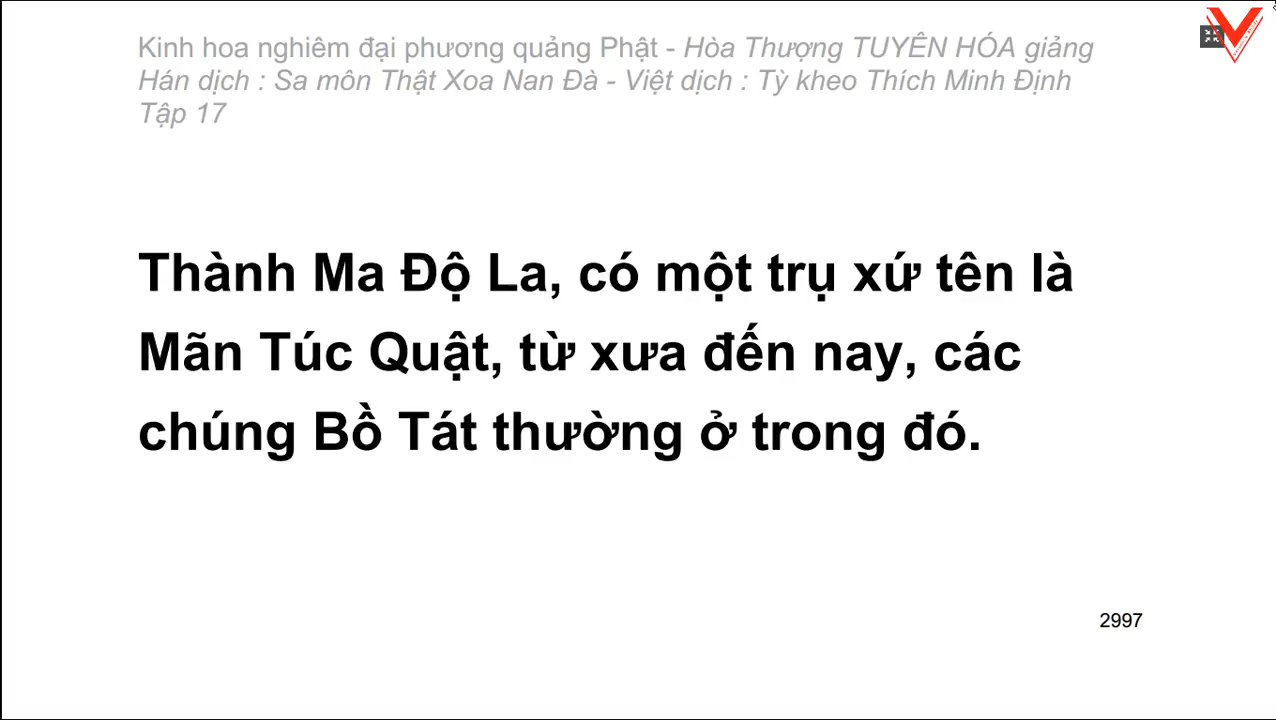 Kinh hoa nghiêm đại phương quảng Phật - Hòa Thượng TUYÊN HÓA giảng
Hán dịch : Sa môn Thật Xoa Nan Đà - Việt dịch : Tỳ kheo Thích Minh Định
Tập 17
Thành Ma Độ La, có một trụ xứ tên là
Mãn Túc Quật, từ xưa đến nay, các
chúng Bồ Tát thường ở trong đó.
2997